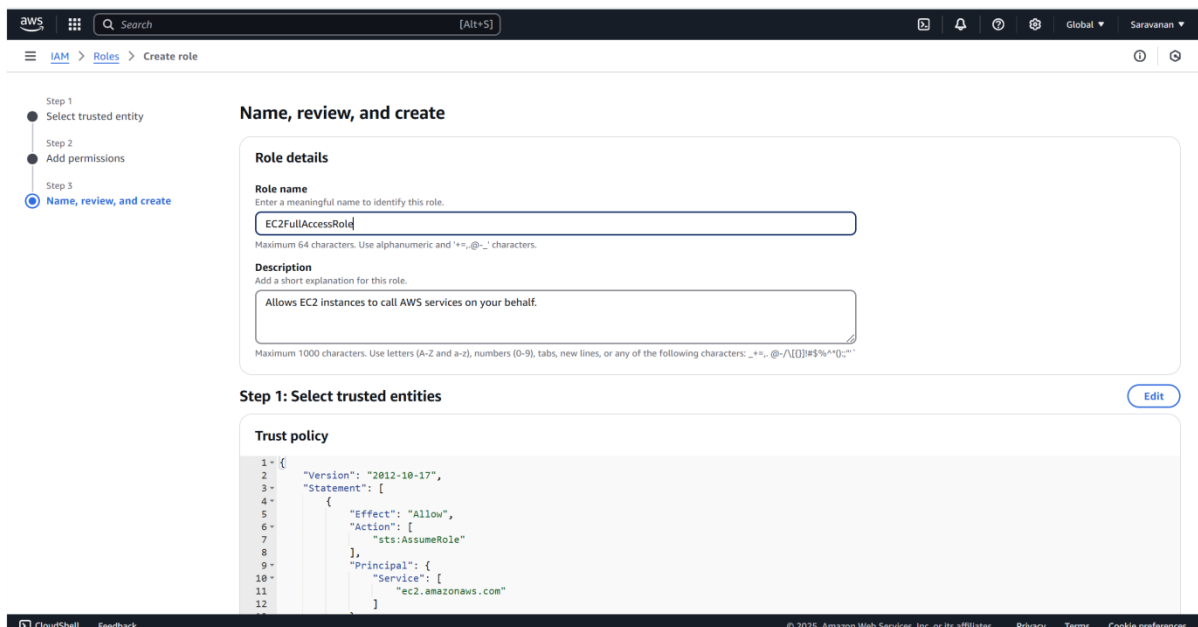 aws
Search [Alt+S]
Global ▼ Saravanan ▼
IAM > Roles > Create role
Step 1
Select trusted entity
Step 2
Add permissions
Step 3
Name, review, and create
Name, review, and create
Role details
Role name
Enter a meaningful name to identify this role.
EC2FullAccessRole
Maximum 64 characters. Use alphanumeric and '+=,.@-_' characters.
Description
Add a short explanation for this role.
Allows EC2 instances to call AWS services on your behalf.
Maximum 1000 characters. Use letters (A-Z and a-z), numbers (0-9), tabs, new lines, or any of the following characters: _+=,. @-/\[{}]!#$%^*();:"'`
Step 1: Select trusted entities
Edit
Trust policy
1 {
2 "Version": "2012-10-17",
3 "Statement": [
4 {
5 "Effect": "Allow",
6 "Action": [
7 "sts:AssumeRole"
8 ],
9 "Principal": {
10 "Service": [
11 "ec2.amazonaws.com"
12 ]
CloudShell Feedback © 2025, Amazon Web Services, Inc. or its affiliates. Privacy Terms Cookie preferences